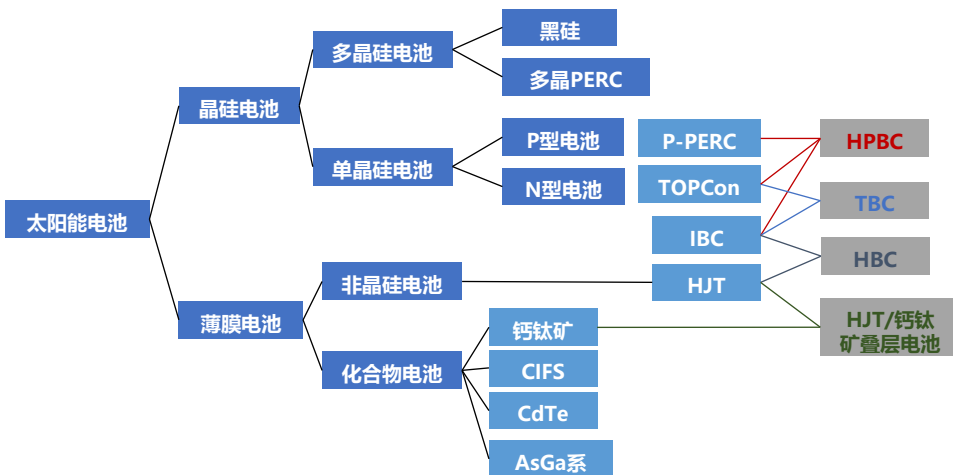 太阳能电池
晶硅电池
多晶硅电池
黑硅
多晶PERC
单晶硅电池
P型电池
N型电池
薄膜电池
非晶硅电池
化合物电池
钙钛矿
CIFS
CdTe
AsGa系
P-PERC
TOPCon
IBC
HJT
HPBC
TBC
HBC
HJT/钙钛
矿叠层电池